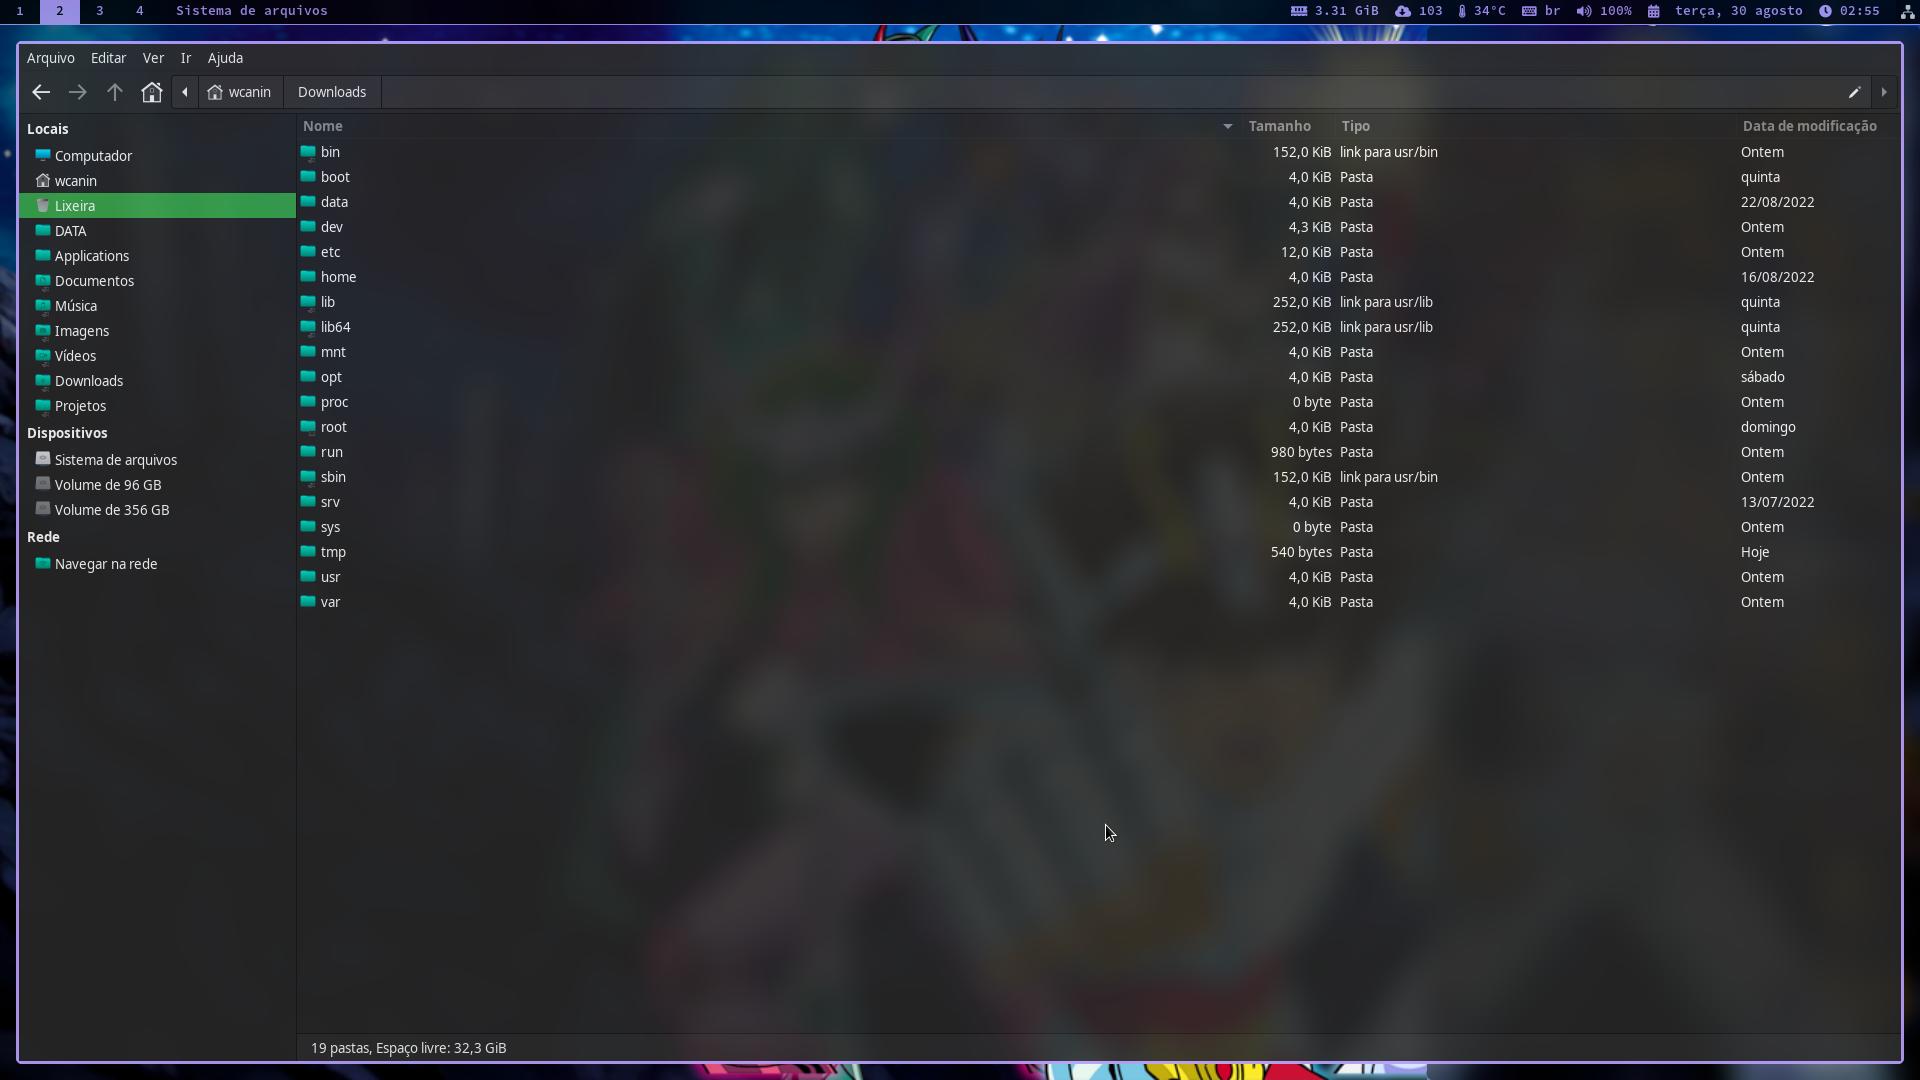 1 2 3 4 Sistema de arquivos 3.31 GiB 103 34°C br 100% terça, 30 agosto 02:55
Arquivo Editar Ver Ir Ajuda
wcanin Downloads
Locais
Computador
wcanin
Lixeira
DATA
Applications
Documentos
Música
Imagens
Vídeos
Downloads
Projetos
Dispositivos
Sistema de arquivos
Volume de 96 GB
Volume de 356 GB
Rede
Navegar na rede
Nome Tamanho Tipo Data de modificação
bin 152,0 KiB link para usr/bin Ontem
boot 4,0 KiB Pasta quinta
data 4,0 KiB Pasta 22/08/2022
dev 4,3 KiB Pasta Ontem
etc 12,0 KiB Pasta Ontem
home 4,0 KiB Pasta 16/08/2022
lib 252,0 KiB link para usr/lib quinta
lib64 252,0 KiB link para usr/lib quinta
mnt 4,0 KiB Pasta Ontem
opt 4,0 KiB Pasta sábado
proc 0 byte Pasta Ontem
root 4,0 KiB Pasta domingo
run 980 bytes Pasta Ontem
sbin 152,0 KiB link para usr/bin Ontem
srv 4,0 KiB Pasta 13/07/2022
sys 0 byte Pasta Ontem
tmp 540 bytes Pasta Hoje
usr 4,0 KiB Pasta Ontem
var 4,0 KiB Pasta Ontem
19 pastas, Espaço livre: 32,3 GiB